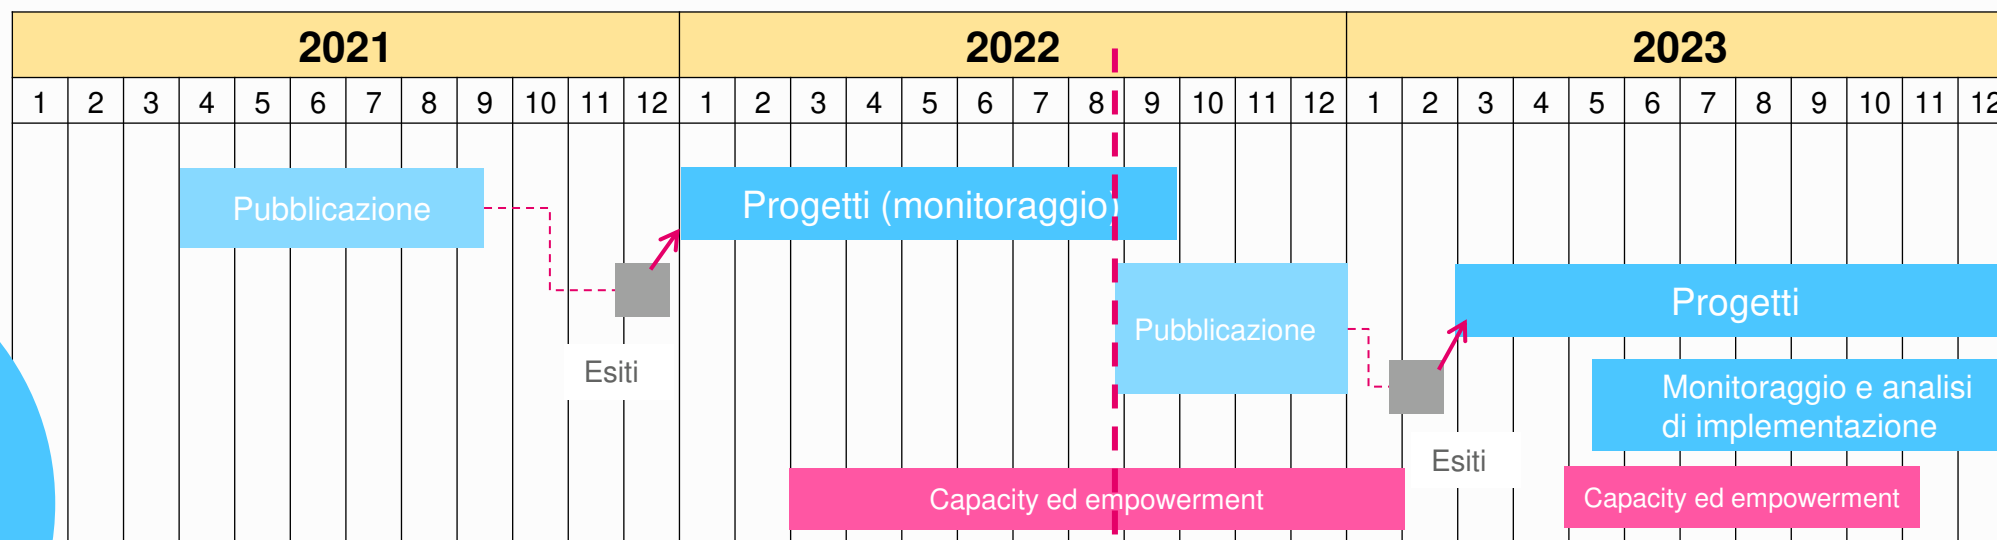 2021 2022 2023
1 2 3 4 5 6 7 8 9 10 11 12 1 2 3 4 5 6 7 8 9 10 11 12 1 2 3 4 5 6 7 8 9 10 11 12
Pubblicazione
Progetti (monitoraggio)
Esiti
Pubblicazione
Progetti
Monitoraggio e analisi
di implementazione
Esiti
Capacity ed empowerment
Capacity ed empowerment